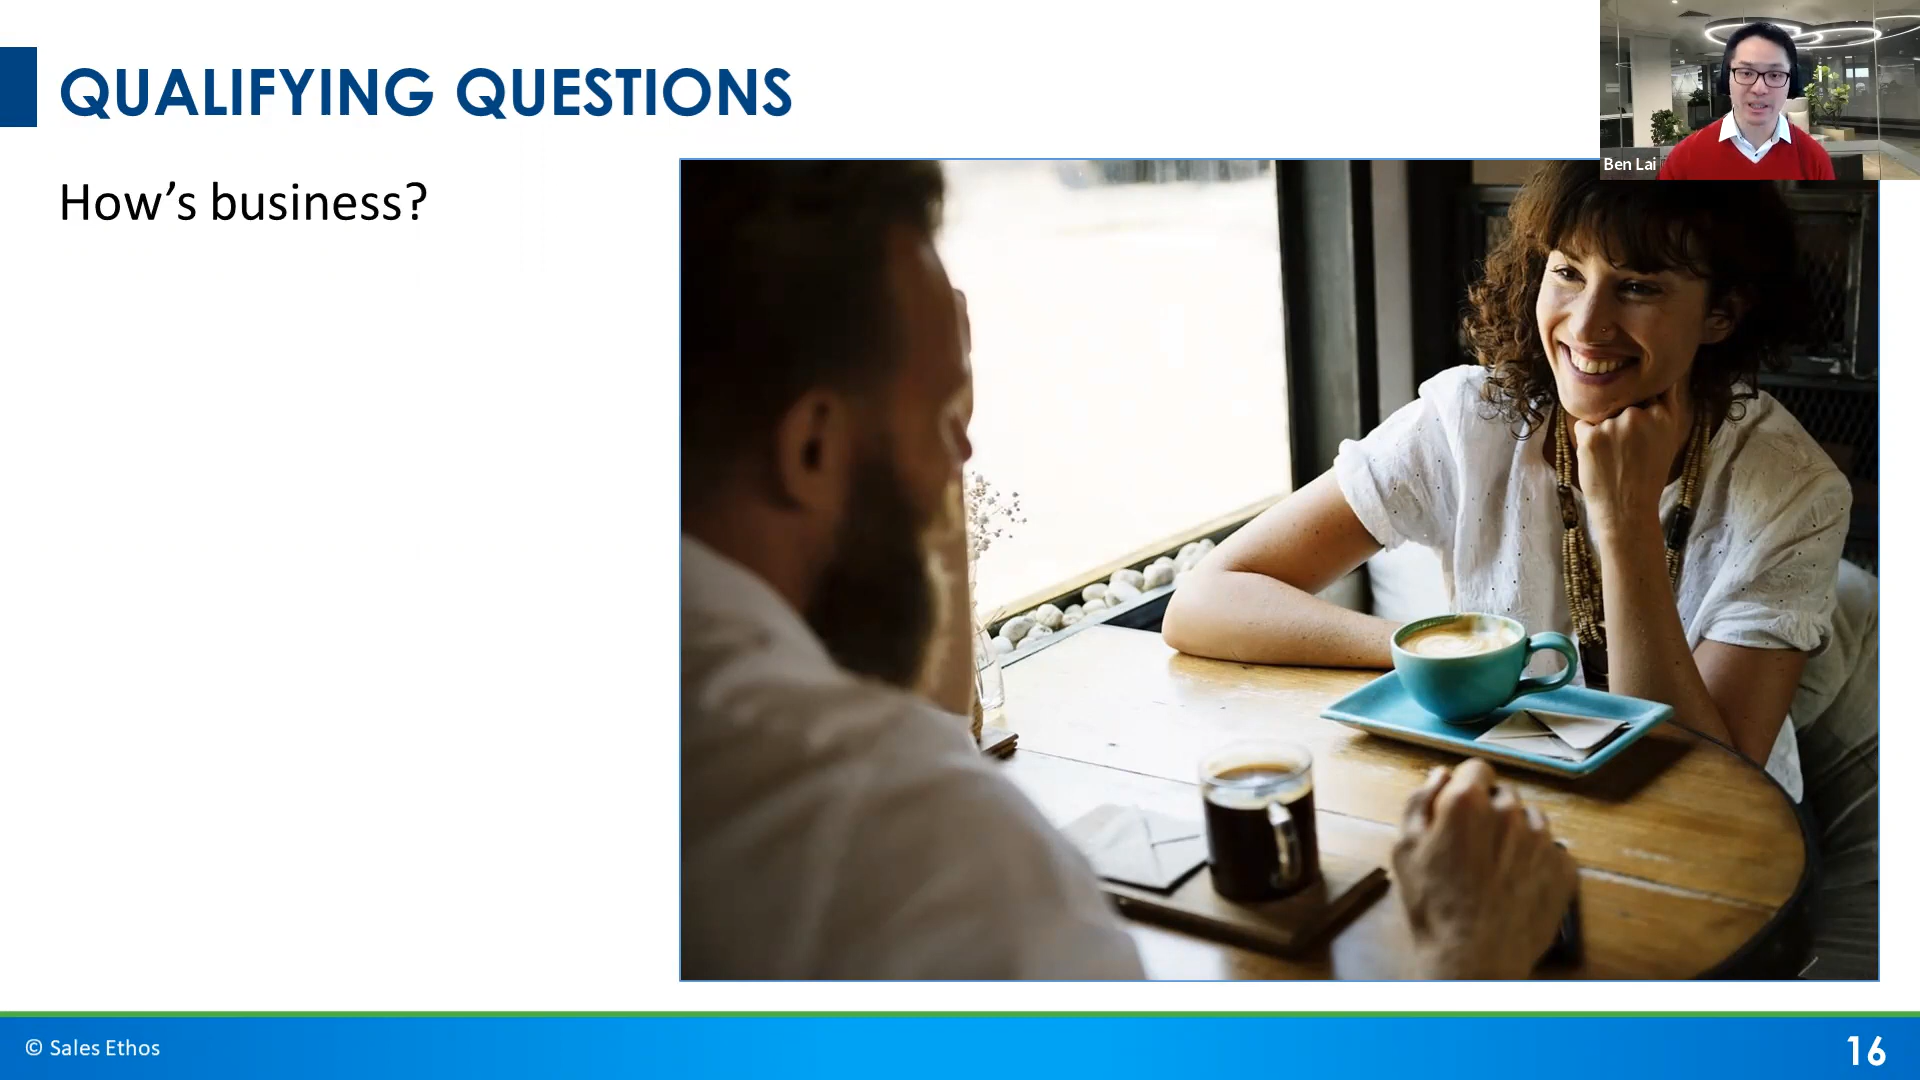 QUALIFYING QUESTIONS
Ben Lai
How’s business?
© Sales Ethos
16